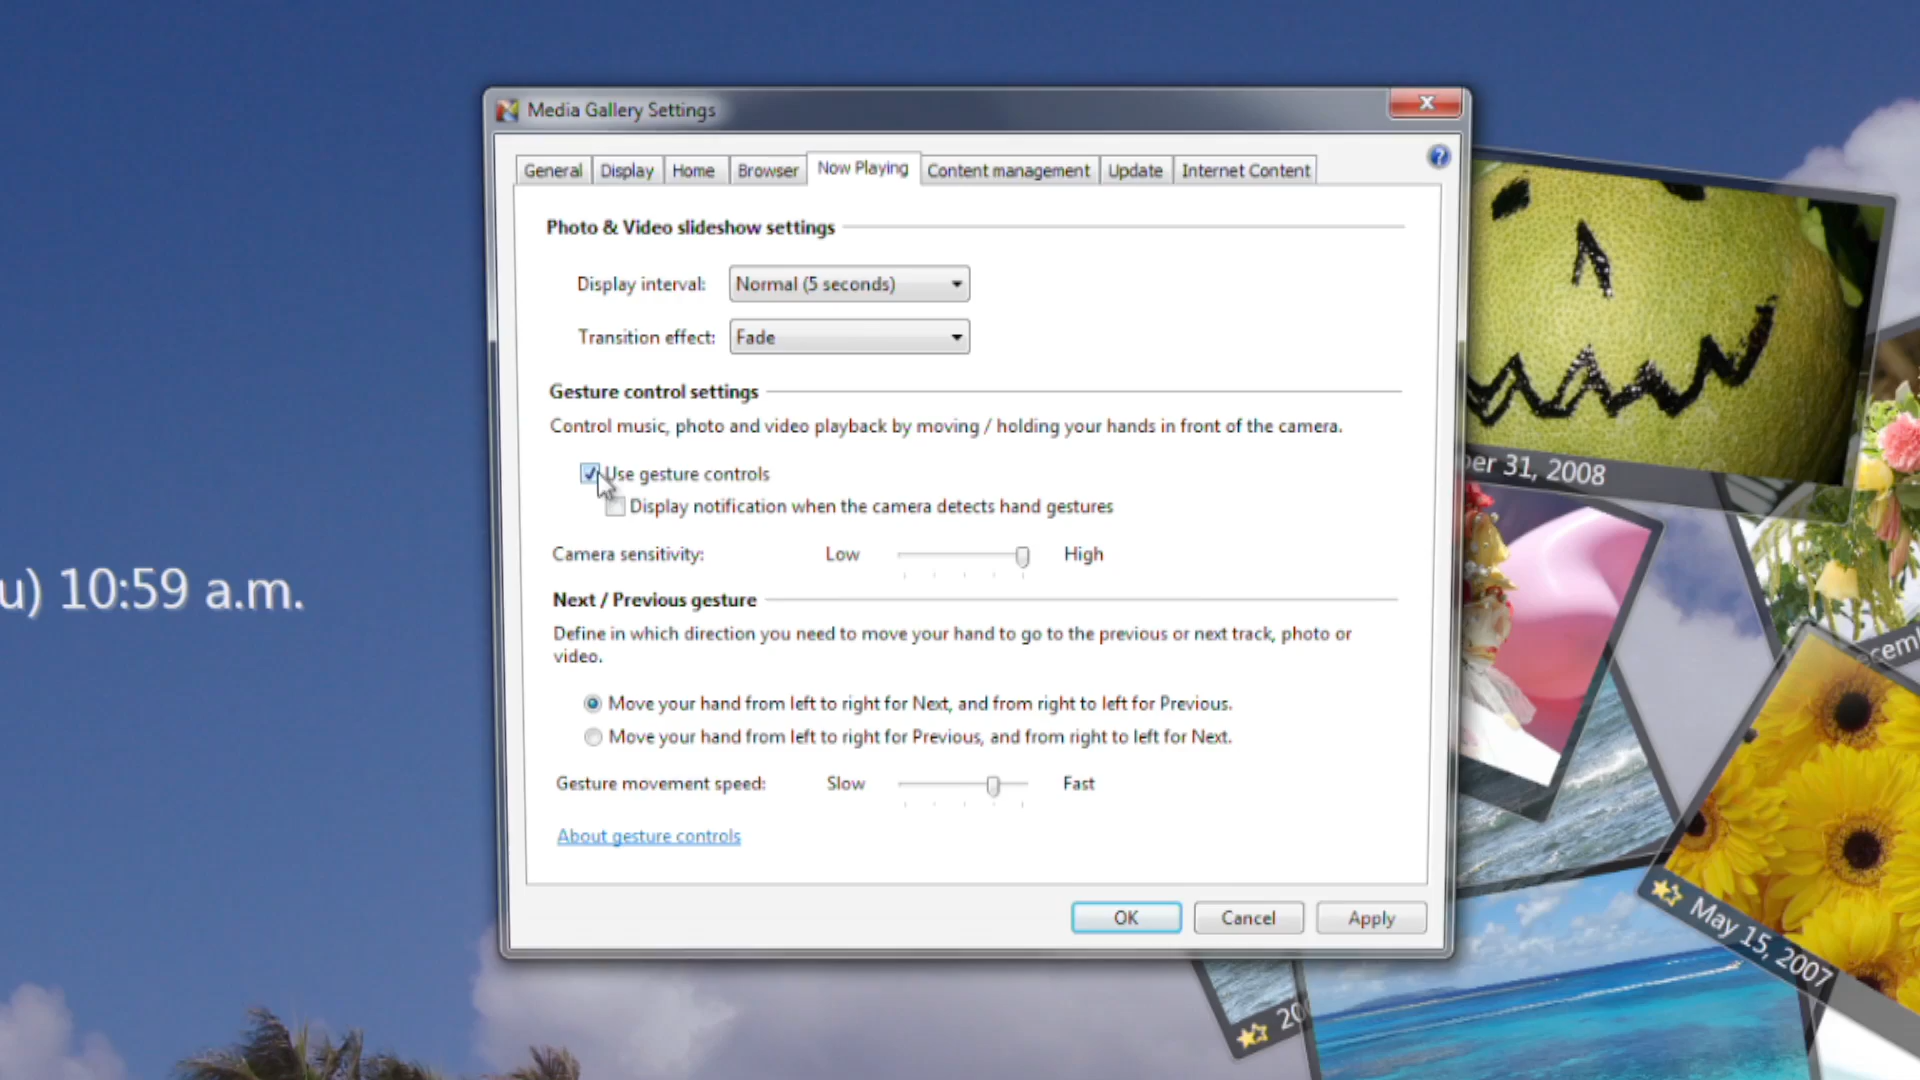 Media Gallery Settings
General Display Home Browser Now Playing Content management Update Internet Content
Photo & Video slideshow settings
Display interval: Normal (5 seconds)
Transition effect: Fade
Gesture control settings
Control music, photo and video playback by moving / holding your hands in front of the camera.
Use gesture controls
Display notification when the camera detects hand gestures
Camera sensitivity: Low High
Next / Previous gesture
Define in which direction you need to move your hand to go to the previous or next track, photo or
video.
Move your hand from left to right for Next, and from right to left for Previous.
Move your hand from left to right for Previous, and from right to left for Next.
Gesture movement speed: Slow Fast
About gesture controls
OK Cancel Apply
u) 10:59 a.m.
ber 31, 2008
cem
May 15, 2007
20